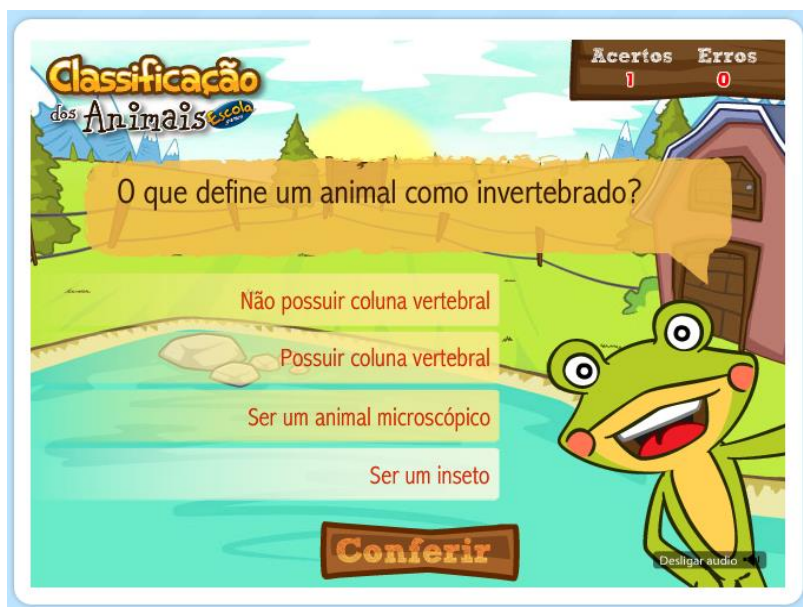 Classificação
dos Animais Escola
Acertos Erros
1 0
O que define um animal como invertebrado?
Não possuir coluna vertebral
Possuir coluna vertebral
Ser um animal microscópico
Ser um inseto
Conferir
Desligar audio